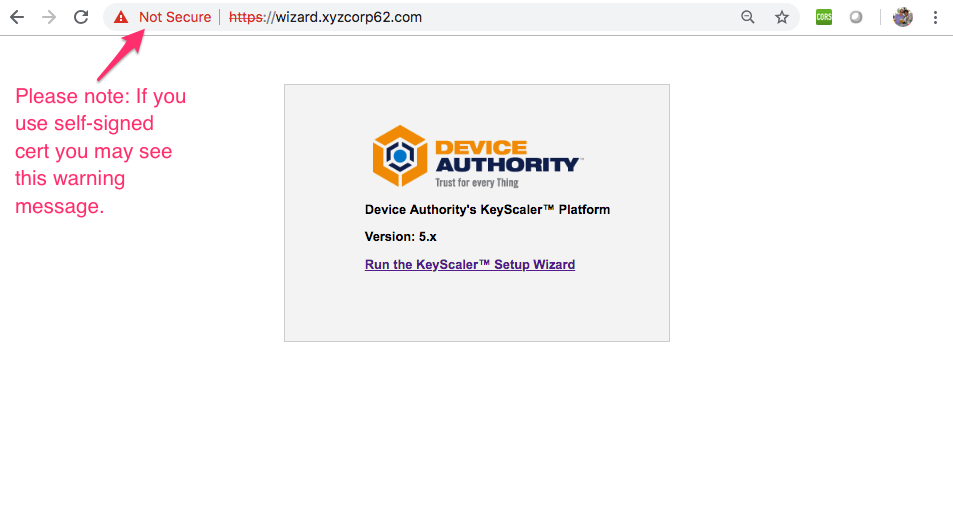 Not Secure https://wizard.xyzcorp62.com
CORS
Please note: If you
use self-signed
cert you may see
this warning
message.
DEVICE
AUTHORITY™
Trust for every Thing
Device Authority's KeyScaler™ Platform
Version: 5.x
Run the KeyScaler™ Setup Wizard